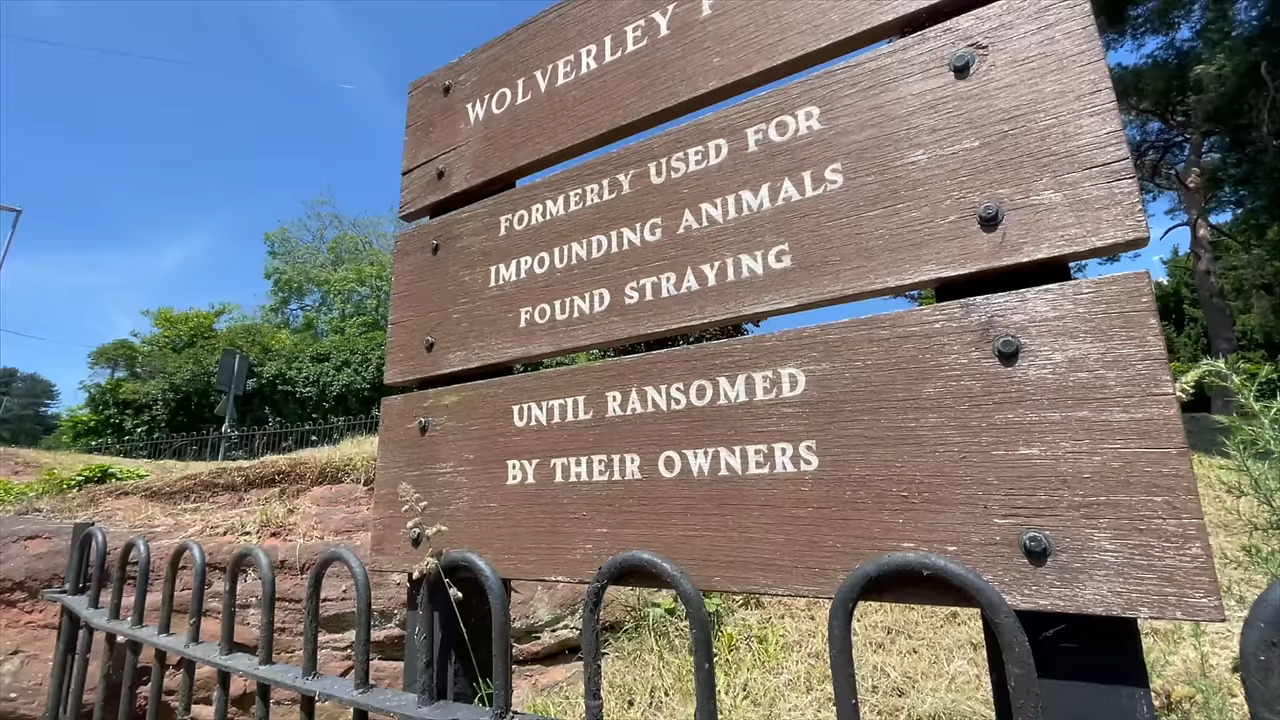 WOLVERLEY
FORMERLY USED FOR
IMPOUNDING ANIMALS
FOUND STRAYING
UNTIL RANSOMED
BY THEIR OWNERS